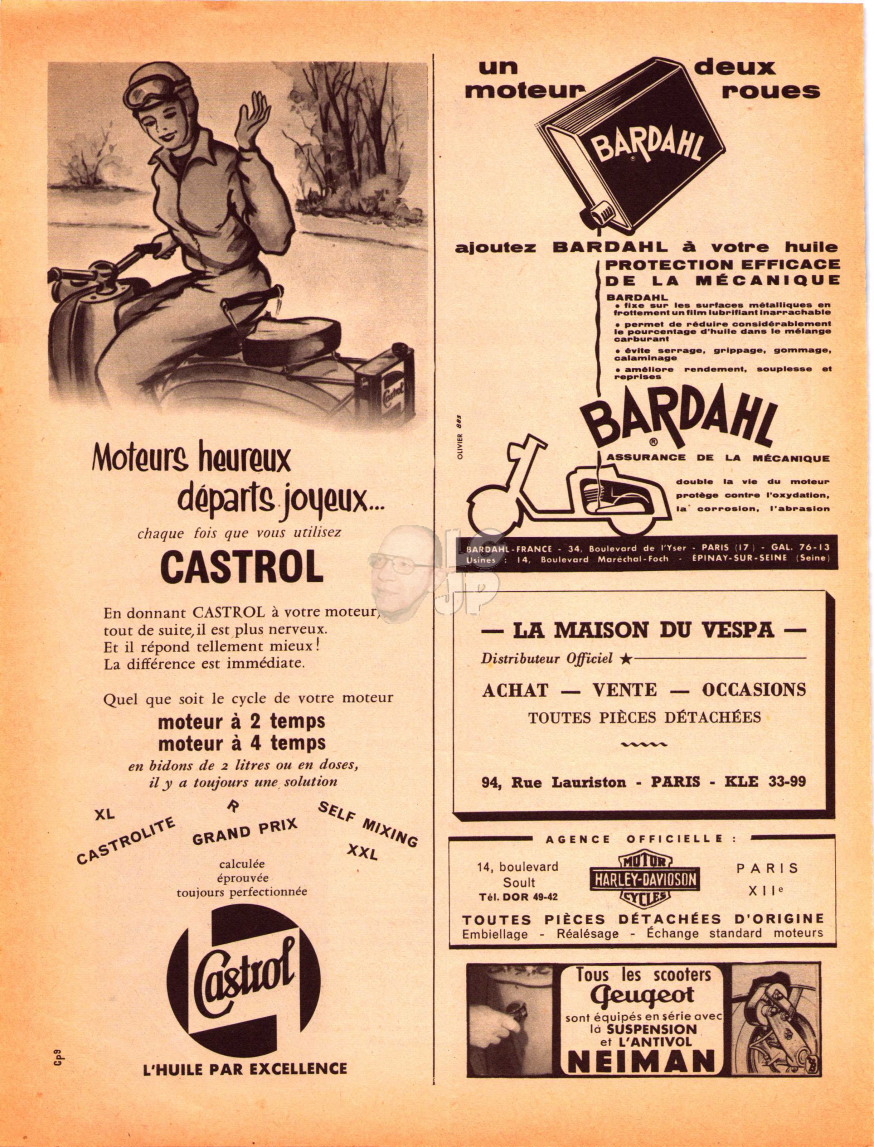 Castrol
Moteurs heureux
départs joyeux...
chaque fois que vous utilisez
CASTROL
En donnant CASTROL à votre moteur,
tout de suite, il est plus nerveux.
Et il répond tellement mieux !
La différence est immédiate.
Quel que soit le cycle de votre moteur
moteur à 2 temps
moteur à 4 temps
en bidons de 2 litres ou en doses,
il y a toujours une solution
XL
CASTROLITE
R
GRAND PRIX
SELF MIXING
XXL
calculée
éprouvée
toujours perfectionnée
Castrol
L'HUILE PAR EXCELLENCE
Cp9
un moteur
deux roues
BARDAHL
ajoutez BARDAHL à votre huile
PROTECTION EFFICACE
DE LA MÉCANIQUE
BARDAHL
• fixe sur les surfaces métalliques en
frottement un film lubrifiant inarrachable
• permet de réduire considérablement
le pourcentage d'huile dans le mélange
carburant
• évite serrage, grippage, gommage,
calaminage
• améliore rendement, souplesse et
reprises
OLIVIER
BARDAHL
®
ASSURANCE DE LA MÉCANIQUE
double la vie du moteur
protège contre l'oxydation,
la corrosion, l'abrasion
BARDAHL-FRANCE - 34, Boulevard de l'Yser - PARIS (17) - GAL. 76-13
Usines : 14, Boulevard Maréchal-Foch - ÉPINAY-SUR-SEINE (Seine)
JP
— LA MAISON DU VESPA —
Distributeur Officiel ★
ACHAT — VENTE — OCCASIONS
TOUTES PIÈCES DÉTACHÉES
94, Rue Lauriston - PARIS - KLE 33-99
AGENCE OFFICIELLE :
14, boulevard
Soult
Tél. DOR 49-42
MOTOR
HARLEY-DAVIDSON
CYCLES
PARIS
XIIe
TOUTES PIÈCES DÉTACHÉES D'ORIGINE
Embiellage - Réalésage - Échange standard moteurs
Tous les scooters
Peugeot
sont équipés en série avec
la SUSPENSION
et L'ANTIVOL
NEIMAN